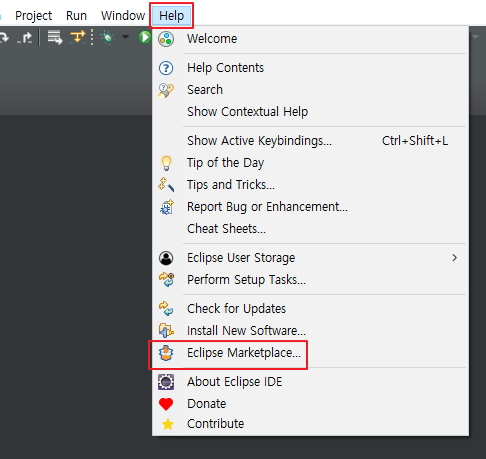 Project Run Window Help
Welcome
Help Contents
Search
Show Contextual Help
Show Active Keybindings... Ctrl+Shift+L
Tip of the Day
Tips and Tricks...
Report Bug or Enhancement...
Cheat Sheets...
Eclipse User Storage
Perform Setup Tasks...
Check for Updates
Install New Software...
Eclipse Marketplace...
About Eclipse IDE
Donate
Contribute